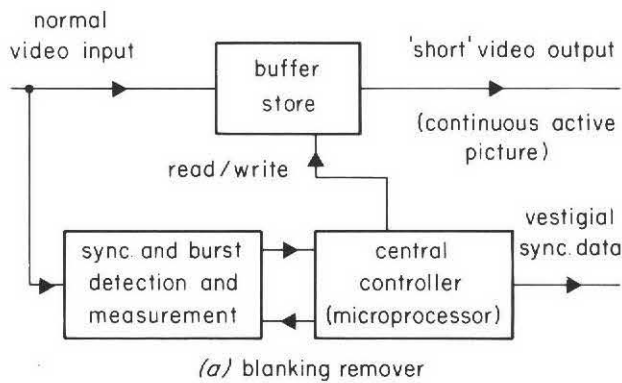 normal
video input
buffer
store
'short' video output
(continuous active
picture)
read/write
sync. and burst
detection and
measurement
central
controller
(microprocessor)
vestigial
sync. data
(a) blanking remover